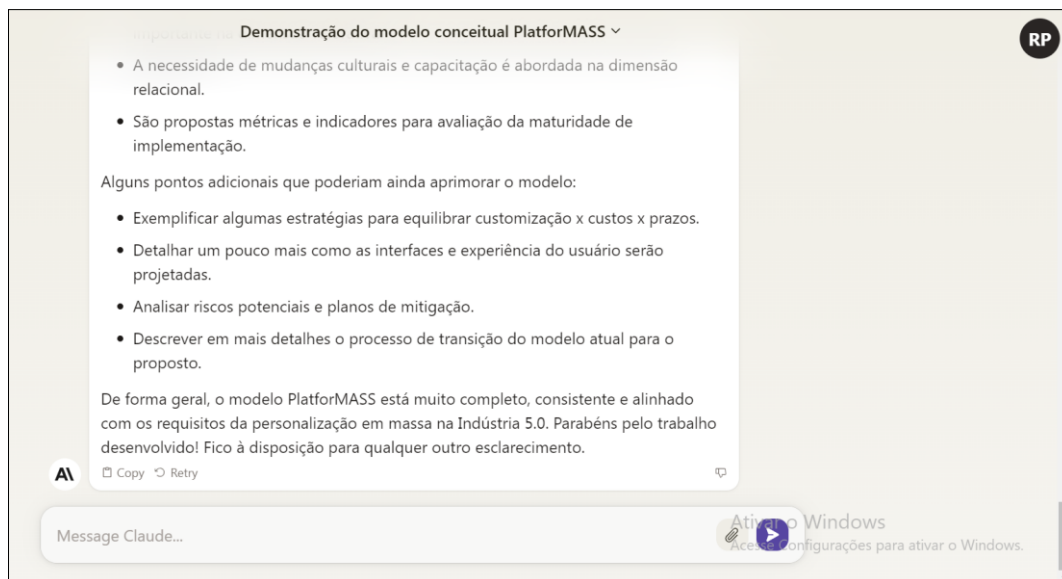 Demonstração do modelo conceitual PlatforMASS
RP
• A necessidade de mudanças culturais e capacitação é abordada na dimensão
relacional.
• São propostas métricas e indicadores para avaliação da maturidade de
implementação.
Alguns pontos adicionais que poderiam ainda aprimorar o modelo:
• Exemplificar algumas estratégias para equilibrar customização x custos x prazos.
• Detalhar um pouco mais como as interfaces e experiência do usuário serão
projetadas.
• Analisar riscos potenciais e planos de mitigação.
• Descrever em mais detalhes o processo de transição do modelo atual para o
proposto.
De forma geral, o modelo PlatforMASS está muito completo, consistente e alinhado
com os requisitos da personalização em massa na Indústria 5.0. Parabéns pelo trabalho
desenvolvido! Fico à disposição para qualquer outro esclarecimento.
A\
Copy Retry
Message Claude...
Ativar o Windows
Acesse Configurações para ativar o Windows.